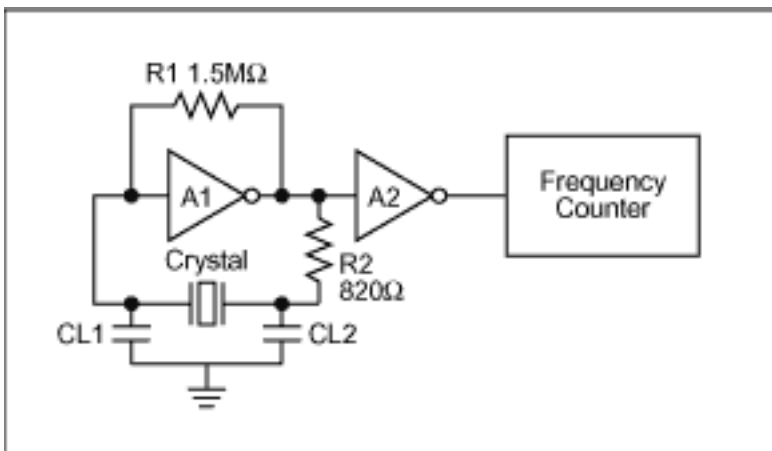 R1 1.5MΩ
A1
A2
Frequency
Counter
Crystal
R2
820Ω
CL1
CL2